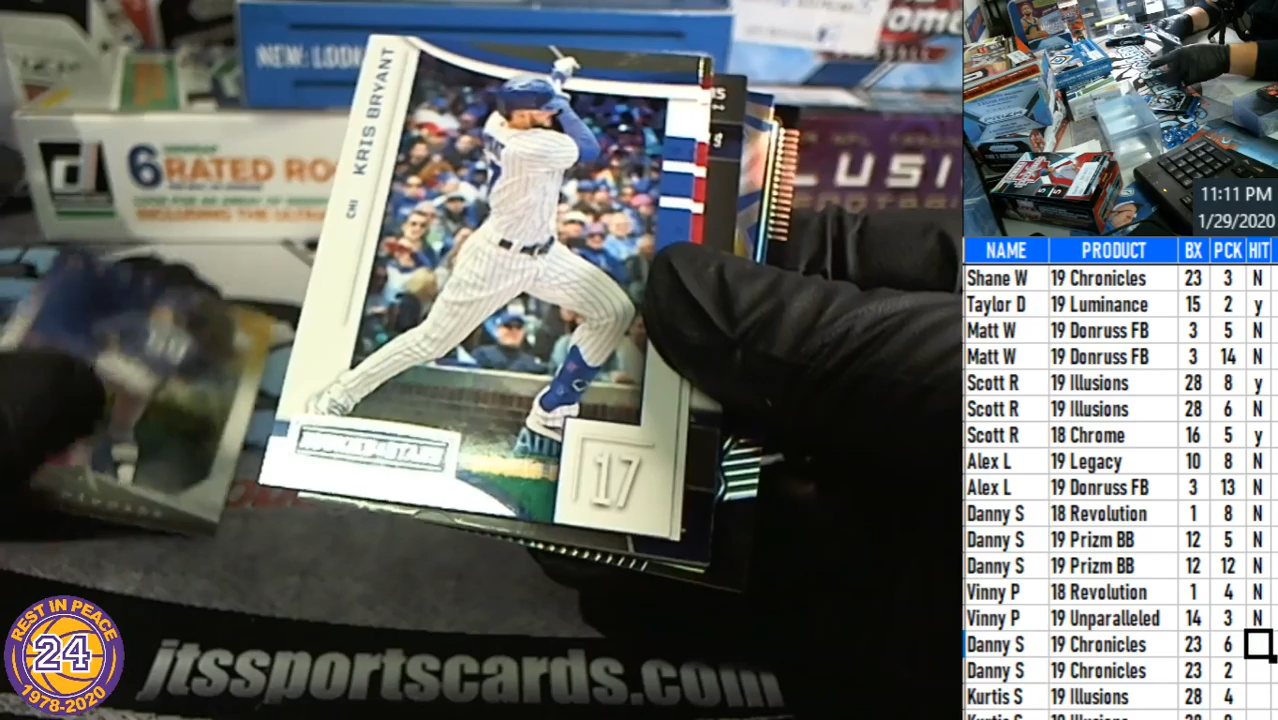 NEW: LOOK
6
RATED RO
KRIS BRYANT
CHI
ROOKIES & STARS
17
LUSI
REST IN PEACE
24
1978-2020
jtssportscards.com
11:11 PM
1/29/2020
NAME PRODUCT BX PCK HIT
Shane W 19 Chronicles 23 3 N
Taylor D 19 Luminance 15 2 y
Matt W 19 Donruss FB 3 5 N
Matt W 19 Donruss FB 3 14 N
Scott R 19 Illusions 28 8 y
Scott R 19 Illusions 28 6 N
Scott R 18 Chrome 16 5 y
Alex L 19 Legacy 10 8 N
Alex L 19 Donruss FB 3 13 N
Danny S 18 Revolution 1 8 N
Danny S 19 Prizm BB 12 5 N
Danny S 19 Prizm BB 12 12 N
Vinny P 18 Revolution 1 4 N
Vinny P 19 Unparalleled 14 3 N
Danny S 19 Chronicles 23 6
Danny S 19 Chronicles 23 2
Kurtis S 19 Illusions 28 4